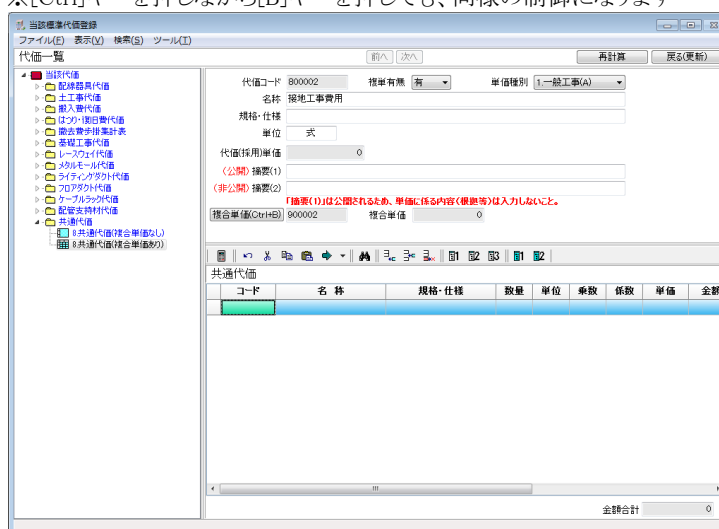 ※[Ctrl]キーを押しながら[B]キーを押しても、同様の制御になります
当該標準代価登録
ファイル(F) 表示(V) 検索(S) ツール(T)
代価一覧 前へ 次へ 再計算 戻る(更新)
当該代価
配線器具代価
土工事代価
搬入費代価
はつり・復旧費代価
撤去費歩掛集計表
基礎工事代価
レースウェイ代価
メタルモール代価
ライティングダクト代価
フロアダクト代価
ケーブルラック代価
配管支持材代価
共通代価
8.共通代価(複合単価なし)
8.共通代価(複合単価あり)
代価コード 800002 複単有無 有 単価種別 1.一般工事(A)
名称 接地工事費用
規格・仕様
単位 式
代価(採用)単価 0
(公開) 摘要(1)
(非公開) 摘要(2)
「摘要(1)」は公開されるため、単価に係る内容(根拠等)は入力しないこと。
複合単価(Ctrl+B) 900002 複合単価 0
共通代価
コード 名 称 規格・仕様 数量 単位 乗数 係数 単価 金額
金額合計 0